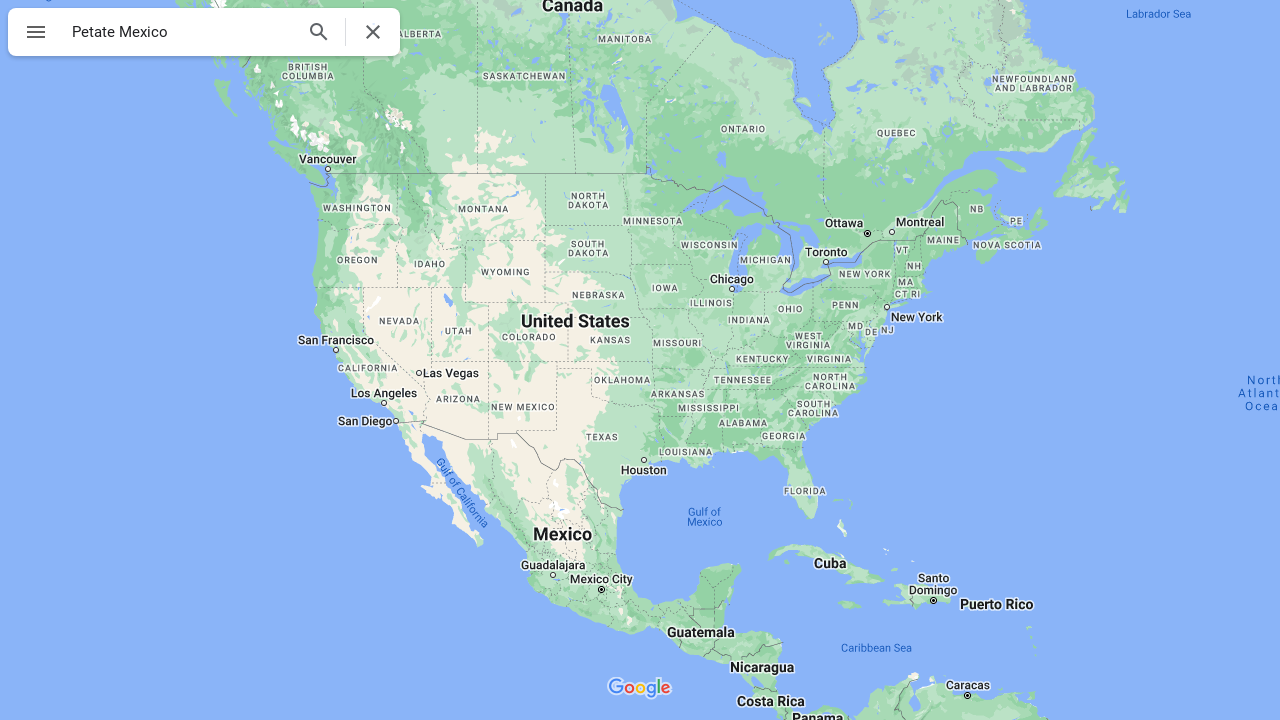 Petate Mexico
Canada
Labrador Sea
ALBERTA
MANITOBA
BRITISH
COLUMBIA
SASKATCHEWAN
NEWFOUNDLAND
AND LABRADOR
ONTARIO
QUEBEC
Vancouver
WASHINGTON
MONTANA
NORTH
DAKOTA
MINNESOTA
Ottawa
Montreal
NB
PE
MAINE
NOVA SCOTIA
OREGON
IDAHO
SOUTH
DAKOTA
WISCONSIN
MICHIGAN
Toronto
VT
NH
WYOMING
Chicago
NEW YORK
MA
CT RI
NEBRASKA
IOWA
ILLINOIS
INDIANA
OHIO
PENN
New York
NEVADA
UTAH
United States
COLORADO
KANSAS
MISSOURI
WEST
VIRGINIA
MD
DE
NJ
San Francisco
CALIFORNIA
Las Vegas
KENTUCKY
VIRGINIA
Los Angeles
ARIZONA
NEW MEXICO
OKLAHOMA
ARKANSAS
TENNESSEE
NORTH
CAROLINA
North
Atlant
Ocea
San Diego
MISSISSIPPI
SOUTH
CAROLINA
ALABAMA
TEXAS
GEORGIA
LOUISIANA
Houston
Gulf of California
FLORIDA
Gulf of
Mexico
Mexico
Guadalajara
Mexico City
Cuba
Santo
Domingo
Puerto Rico
Guatemala
Caribbean Sea
Nicaragua
Google
Caracas
Costa Rica
Panama